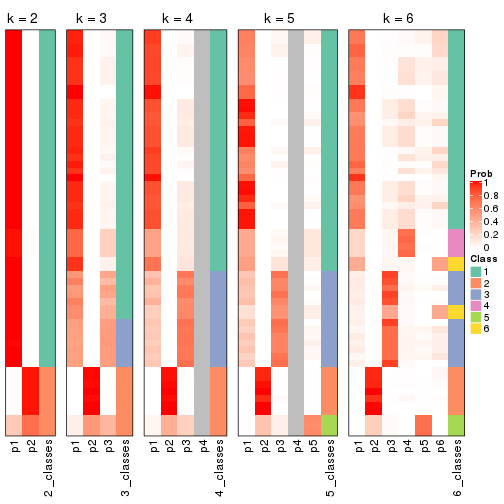 k = 2
k = 3
k = 4
k = 5
k = 6
p1
p2
2_classes
p1
p2
p3
3_classes
p1
p2
p3
p4
4_classes
p1
p2
p3
p4
p5
5_classes
p1
p2
p3
p4
p5
p6
6_classes
Prob
1
0.8
0.6
0.4
0.2
0
Class
1
2
3
4
5
6